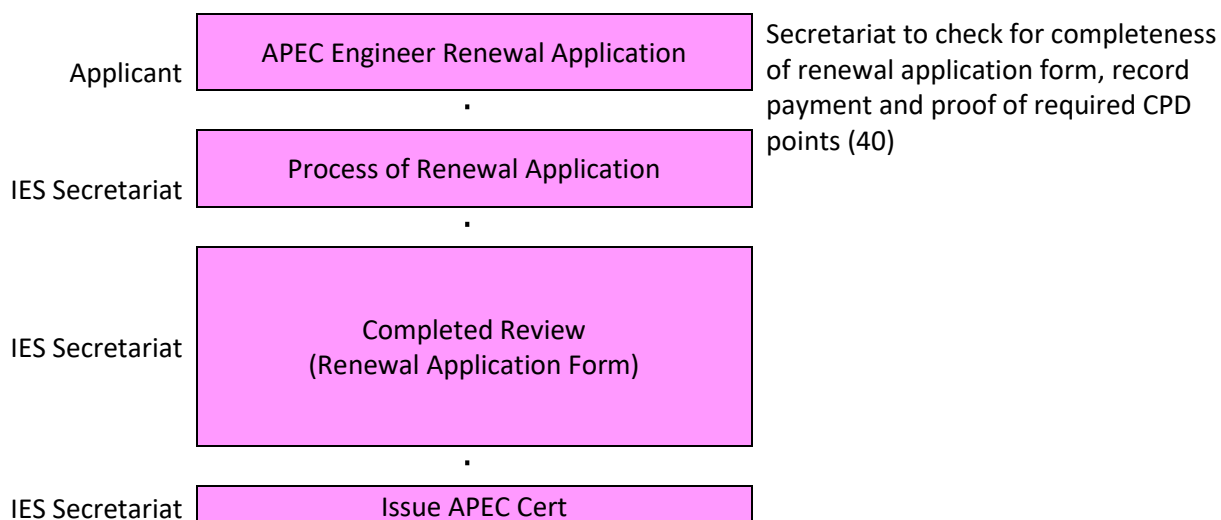 Applicant
APEC Engineer Renewal Application
Secretariat to check for completeness
of renewal application form, record
payment and proof of required CPD
points (40)
IES Secretariat
Process of Renewal Application
IES Secretariat
Completed Review
(Renewal Application Form)
IES Secretariat
Issue APEC Cert